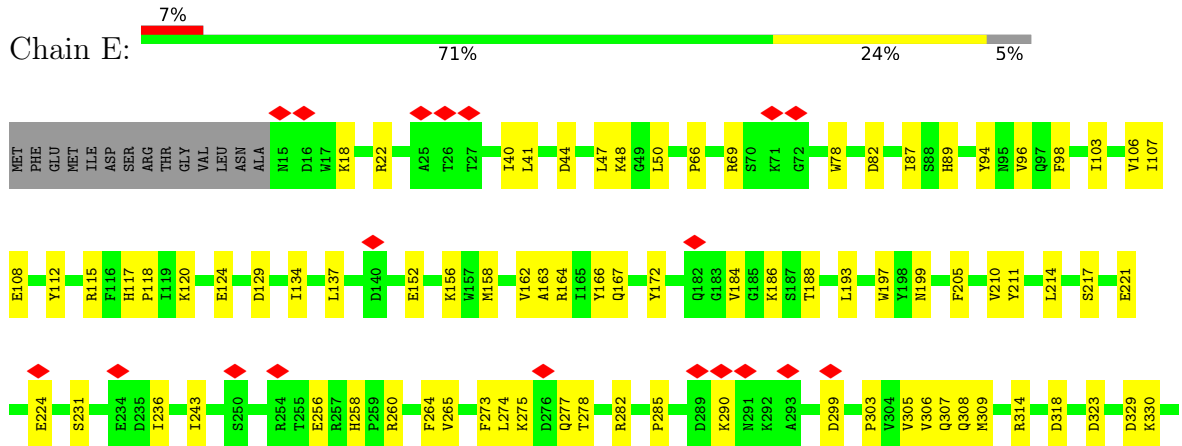 7%
Chain E:
71% 24% 5%
MET PHE GLU MET ILE ASP SER ARG THR GLY VAL LEU ASN ALA N15 D16 W17 K18 R22 A25 T26 T27 I40 L41 D44 L47 K48 G49 L50 P66 R69 S70 K71 G72 W78 D82 I87 S88 H89 Y94 N95 V96 Q97 F98 I103 V106 I107
E108 Y112 R115 F116 H117 P118 I119 K120 E124 D129 I134 L137 D140 E152 K156 W157 M158 V162 A163 R164 I165 Y166 Q167 Y172 Q182 G183 V184 G185 K186 S187 T188 L193 W197 Y198 N199 F205 V210 Y211 L214 S217 E221
E224 S231 E234 D235 I236 I243 S250 R254 T255 E256 R257 H258 P259 R260 F264 V265 F273 L274 K275 D276 Q277 T278 R282 P285 D289 K290 N291 K292 A293 D299 P303 V304 V305 V306 Q307 Q308 M309 R314 D318 D323 D329 K330